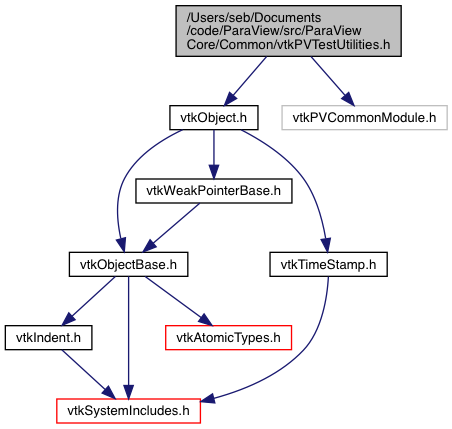 /Users/seb/Documents
/code/ParaView/src/ParaView
Core/Common/vtkPVTestUtilities.h
vtkObject.h
vtkPVCommonModule.h
vtkWeakPointerBase.h
vtkObjectBase.h
vtkTimeStamp.h
vtkIndent.h
vtkAtomicTypes.h
vtkSystemIncludes.h